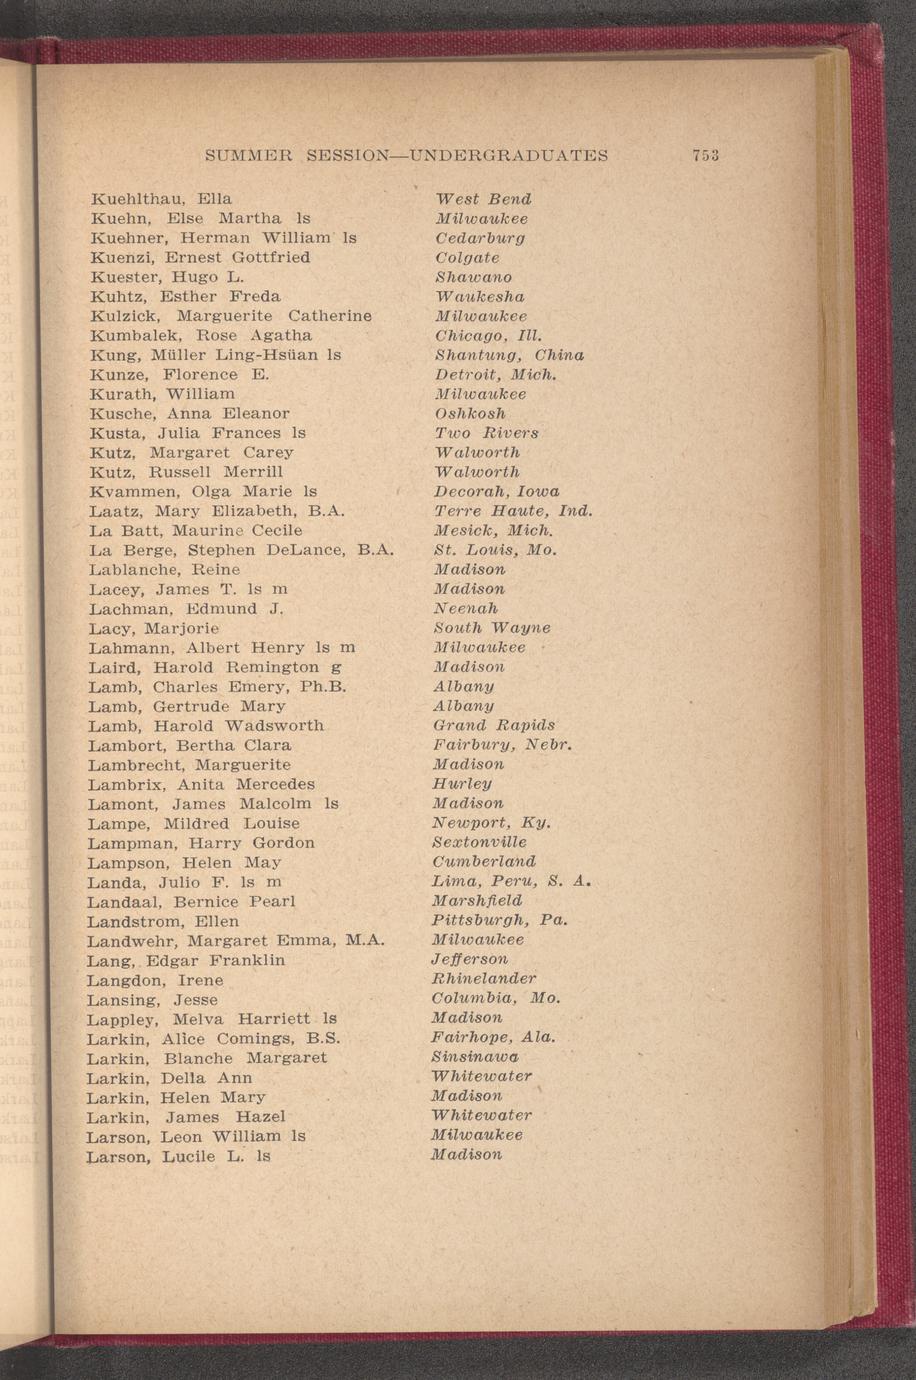 SUMMER SESSION—UNDERGRADUATES 753
Kuehlthau, Ella West Bend
Kuehn, Else Martha ls Milwaukee
Kuehner, Herman William ls Cedarburg
Kuenzi, Ernest Gottfried Colgate
Kuester, Hugo L. Shawano
Kuhtz, Esther Freda Waukesha
Kulzick, Marguerite Catherine Milwaukee
Kumbalek, Rose Agatha Chicago, Ill.
Kung, Müller Ling-Hsüan ls Shantung, China
Kunze, Florence E. Detroit, Mich.
Kurath, William Milwaukee
Kusche, Anna Eleanor Oshkosh
Kusta, Julia Frances ls Two Rivers
Kutz, Margaret Carey Walworth
Kutz, Russell Merrill Walworth
Kvammen, Olga Marie ls Decorah, Iowa
Laatz, Mary Elizabeth, B.A. Terre Haute, Ind.
La Batt, Maurine Cecile Mesick, Mich.
La Berge, Stephen DeLance, B.A. St. Louis, Mo.
Lablanche, Reine Madison
Lacey, James T. ls m Madison
Lachman, Edmund J. Neenah
Lacy, Marjorie South Wayne
Lahmann, Albert Henry ls m Milwaukee
Laird, Harold Remington g Madison
Lamb, Charles Emery, Ph.B. Albany
Lamb, Gertrude Mary Albany
Lamb, Harold Wadsworth Grand Rapids
Lambort, Bertha Clara Fairbury, Nebr.
Lambrecht, Marguerite Madison
Lambrix, Anita Mercedes Hurley
Lamont, James Malcolm ls Madison
Lampe, Mildred Louise Newport, Ky.
Lampman, Harry Gordon Sextonville
Lampson, Helen May Cumberland
Landa, Julio F. ls m Lima, Peru, S. A.
Landaal, Bernice Pearl Marshfield
Landstrom, Ellen Pittsburgh, Pa.
Landwehr, Margaret Emma, M.A. Milwaukee
Lang, Edgar Franklin Jefferson
Langdon, Irene Rhinelander
Lansing, Jesse Columbia, Mo.
Lappley, Melva Harriett ls Madison
Larkin, Alice Comings, B.S. Fairhope, Ala.
Larkin, Blanche Margaret Sinsinawa
Larkin, Della Ann Whitewater
Larkin, Helen Mary Madison
Larkin, James Hazel Whitewater
Larson, Leon William ls Milwaukee
Larson, Lucile L. ls Madison